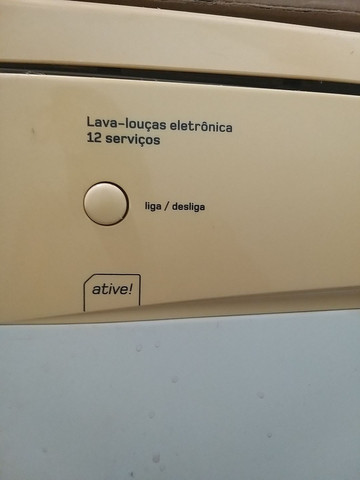 Lava-louças eletrônica
12 serviços
liga / desliga
ative!